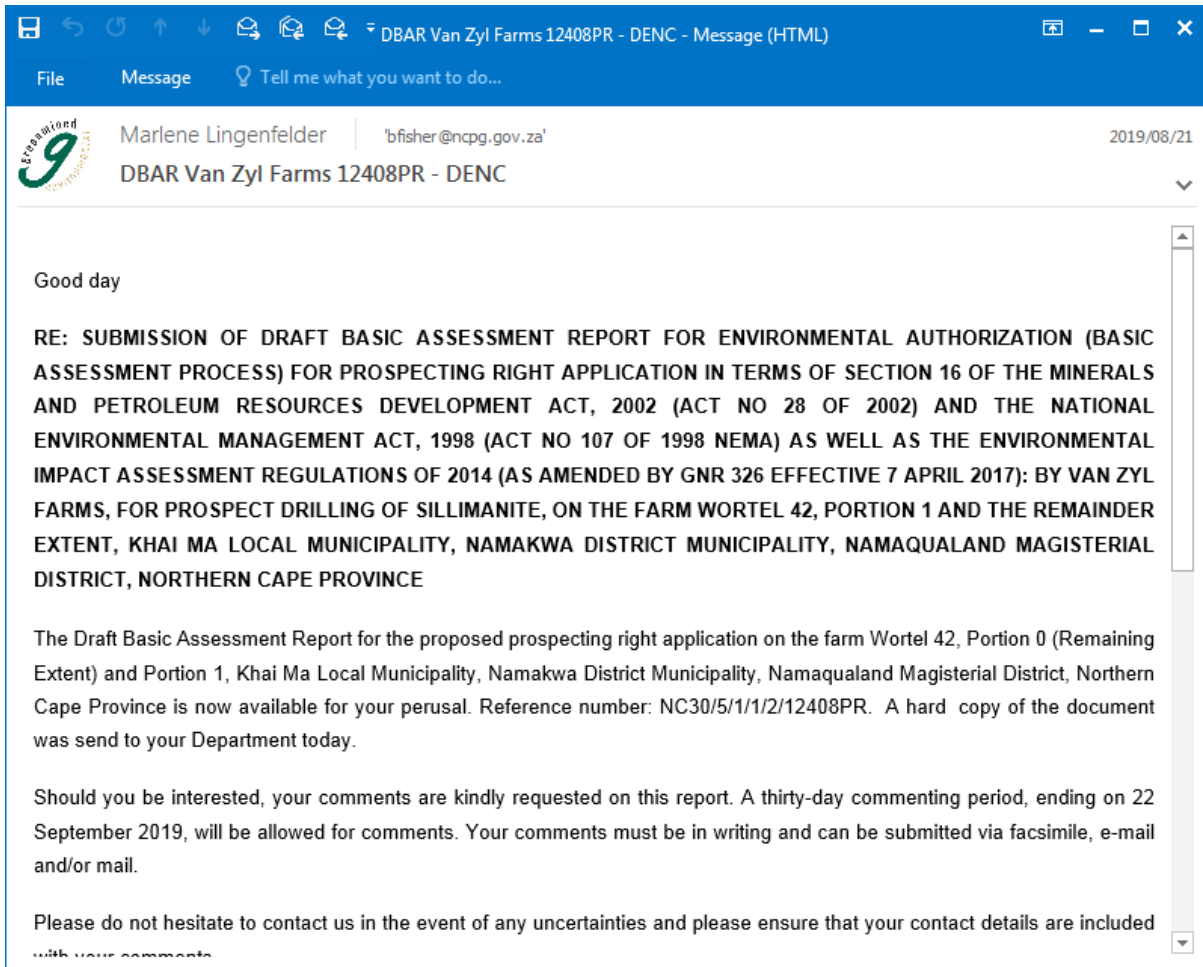 DBAR Van Zyl Farms 12408PR - DENC - Message (HTML)
File Message Tell me what you want to do...
Marlene Lingenfelder 'bfisher@ncpg.gov.za' 2019/08/21
DBAR Van Zyl Farms 12408PR - DENC
Good day
RE: SUBMISSION OF DRAFT BASIC ASSESSMENT REPORT FOR ENVIRONMENTAL AUTHORIZATION (BASIC
ASSESSMENT PROCESS) FOR PROSPECTING RIGHT APPLICATION IN TERMS OF SECTION 16 OF THE MINERALS
AND PETROLEUM RESOURCES DEVELOPMENT ACT, 2002 (ACT NO 28 OF 2002) AND THE NATIONAL
ENVIRONMENTAL MANAGEMENT ACT, 1998 (ACT NO 107 OF 1998 NEMA) AS WELL AS THE ENVIRONMENTAL
IMPACT ASSESSMENT REGULATIONS OF 2014 (AS AMENDED BY GNR 326 EFFECTIVE 7 APRIL 2017): BY VAN ZYL
FARMS, FOR PROSPECT DRILLING OF SILLIMANITE, ON THE FARM WORTEL 42, PORTION 1 AND THE REMAINDER
EXTENT, KHAI MA LOCAL MUNICIPALITY, NAMAKWA DISTRICT MUNICIPALITY, NAMAQUALAND MAGISTERIAL
DISTRICT, NORTHERN CAPE PROVINCE
The Draft Basic Assessment Report for the proposed prospecting right application on the farm Wortel 42, Portion 0 (Remaining
Extent) and Portion 1, Khai Ma Local Municipality, Namakwa District Municipality, Namaqualand Magisterial District, Northern
Cape Province is now available for your perusal. Reference number: NC30/5/1/1/2/12408PR. A hard copy of the document
was send to your Department today.
Should you be interested, your comments are kindly requested on this report. A thirty-day commenting period, ending on 22
September 2019, will be allowed for comments. Your comments must be in writing and can be submitted via facsimile, e-mail
and/or mail.
Please do not hesitate to contact us in the event of any uncertainties and please ensure that your contact details are included
with your comments